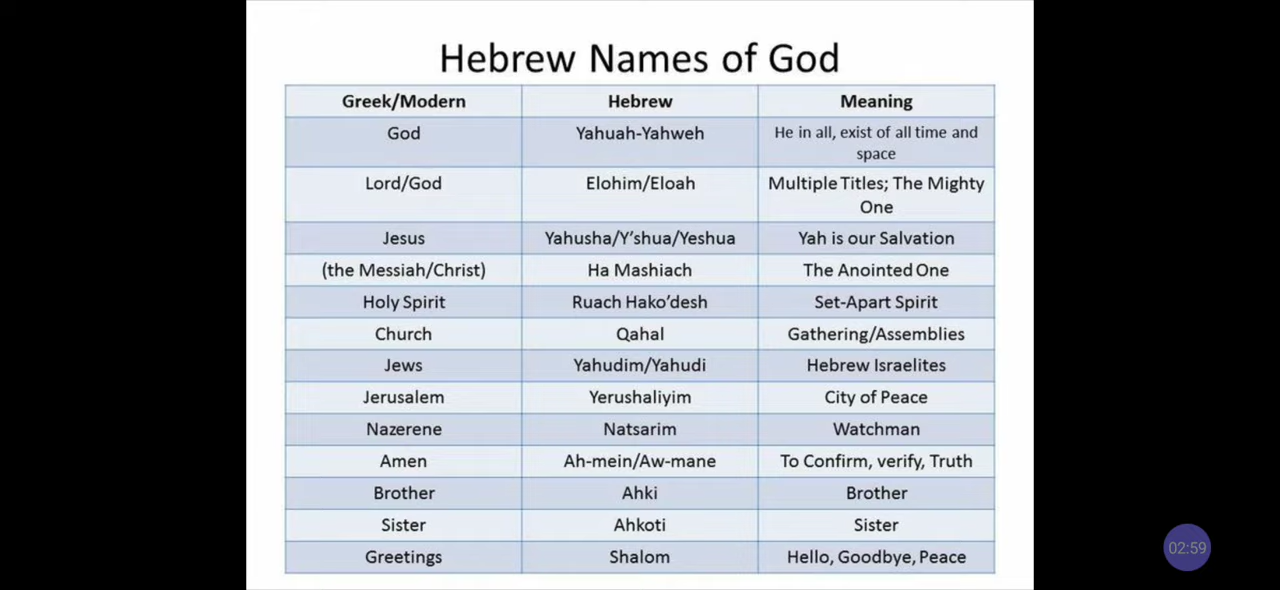 Hebrew Names of God
Greek/Modern Hebrew Meaning
God Yahuah-Yahweh He in all, exist of all time and
space
Lord/God Elohim/Eloah Multiple Titles; The Mighty
One
Jesus Yahusha/Y’shua/Yeshua Yah is our Salvation
(the Messiah/Christ) Ha Mashiach The Anointed One
Holy Spirit Ruach Hako’desh Set-Apart Spirit
Church Qahal Gathering/Assemblies
Jews Yahudim/Yahudi Hebrew Israelites
Jerusalem Yerushaliyim City of Peace
Nazerene Natsarim Watchman
Amen Ah-mein/Aw-mane To Confirm, verify, Truth
Brother Ahki Brother
Sister Ahkoti Sister
Greetings Shalom Hello, Goodbye, Peace
02:59